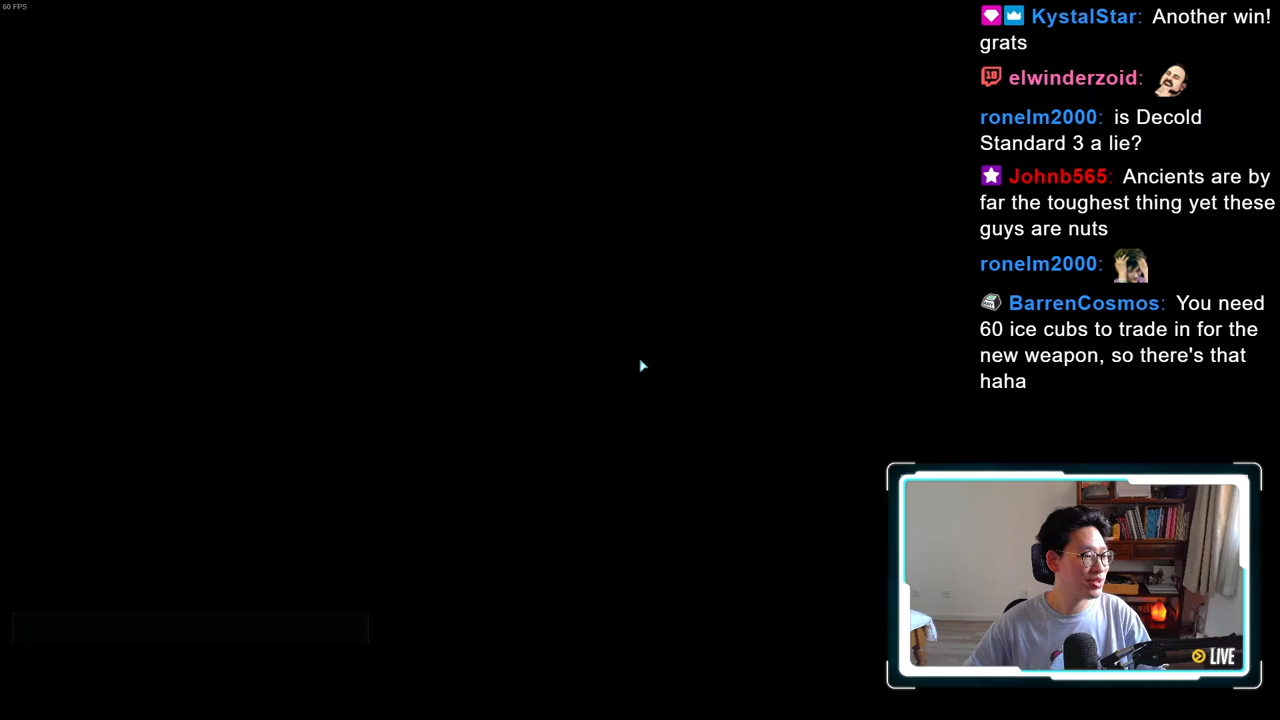 60 FPS
KystalStar: Another win!
grats
elwinderzoid:
ronelm2000: is Decold
Standard 3 a lie?
Johnb565: Ancients are by
far the toughest thing yet these
guys are nuts
ronelm2000:
BarrenCosmos: You need
60 ice cubs to trade in for the
new weapon, so there's that
haha
LIVE